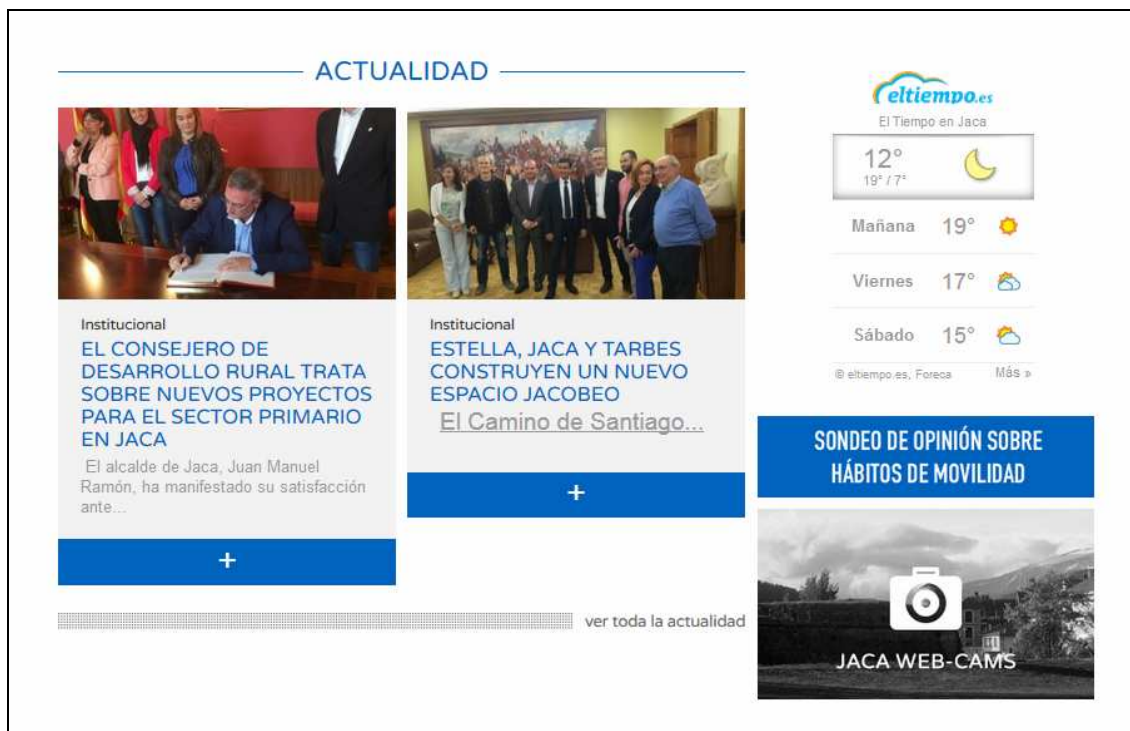 ACTUALIDAD
Institucional
EL CONSEJERO DE
DESARROLLO RURAL TRATA
SOBRE NUEVOS PROYECTOS
PARA EL SECTOR PRIMARIO
EN JACA
El alcalde de Jaca, Juan Manuel
Ramón, ha manifestado su satisfacción
ante...
+
Institucional
ESTELLA, JACA Y TARBES
CONSTRUYEN UN NUEVO
ESPACIO JACOBEO
El Camino de Santiago...
+
ver toda la actualidad
eltiempo.es
El Tiempo en Jaca
12°
19° / 7°
Mañana 19°
Viernes 17°
Sábado 15°
© eltiempo.es, Foreca Más »
SONDEO DE OPINIÓN SOBRE
HÁBITOS DE MOVILIDAD
JACA WEB-CAMS